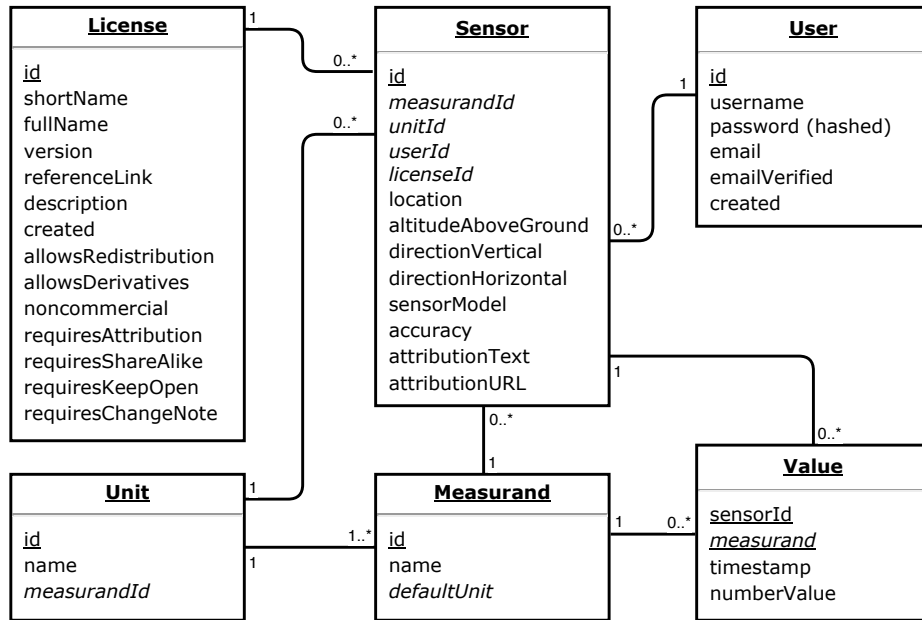 License
id
shortName
fullName
version
referenceLink
description
created
allowsRedistribution
allowsDerivatives
noncommercial
requiresAttribution
requiresShareAlike
requiresKeepOpen
requiresChangeNote
1
0..*
Sensor
id
measurandId
unitId
userId
licenseId
location
altitudeAboveGround
directionVertical
directionHorizontal
sensorModel
accuracy
attributionText
attributionURL
0..*
1
0..*
User
id
username
password (hashed)
email
emailVerified
created
1
0..*
0..*
1
Unit
id
name
measurandId
1
1
1..*
Measurand
id
name
defaultUnit
1
0..*
Value
sensorId
measurand
timestamp
numberValue